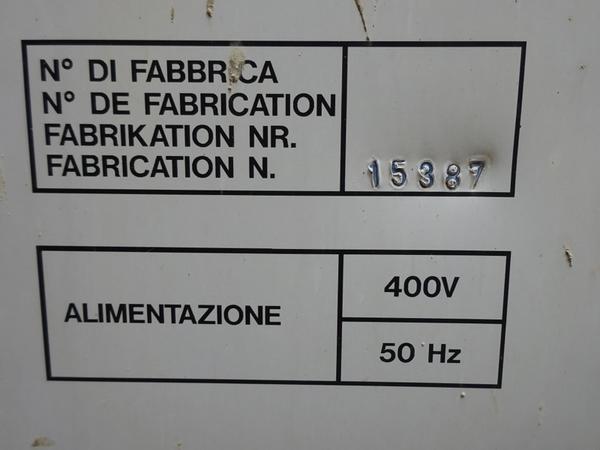 N° DI FABBRICA
N° DE FABRICATION
FABRIKATION NR.
FABRICATION N.
15387
ALIMENTAZIONE
400V
50 Hz